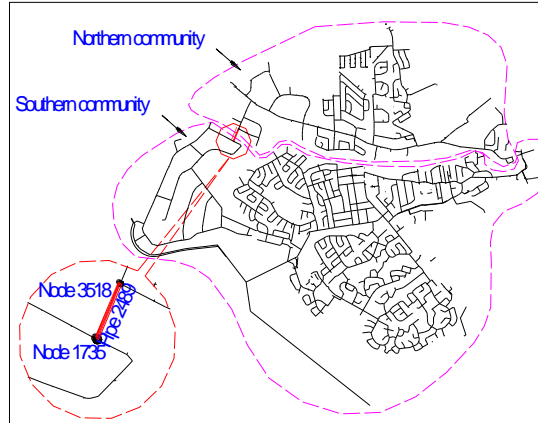 Northern community
Southern community
Node 3518
Pipe 2489
Node 1735